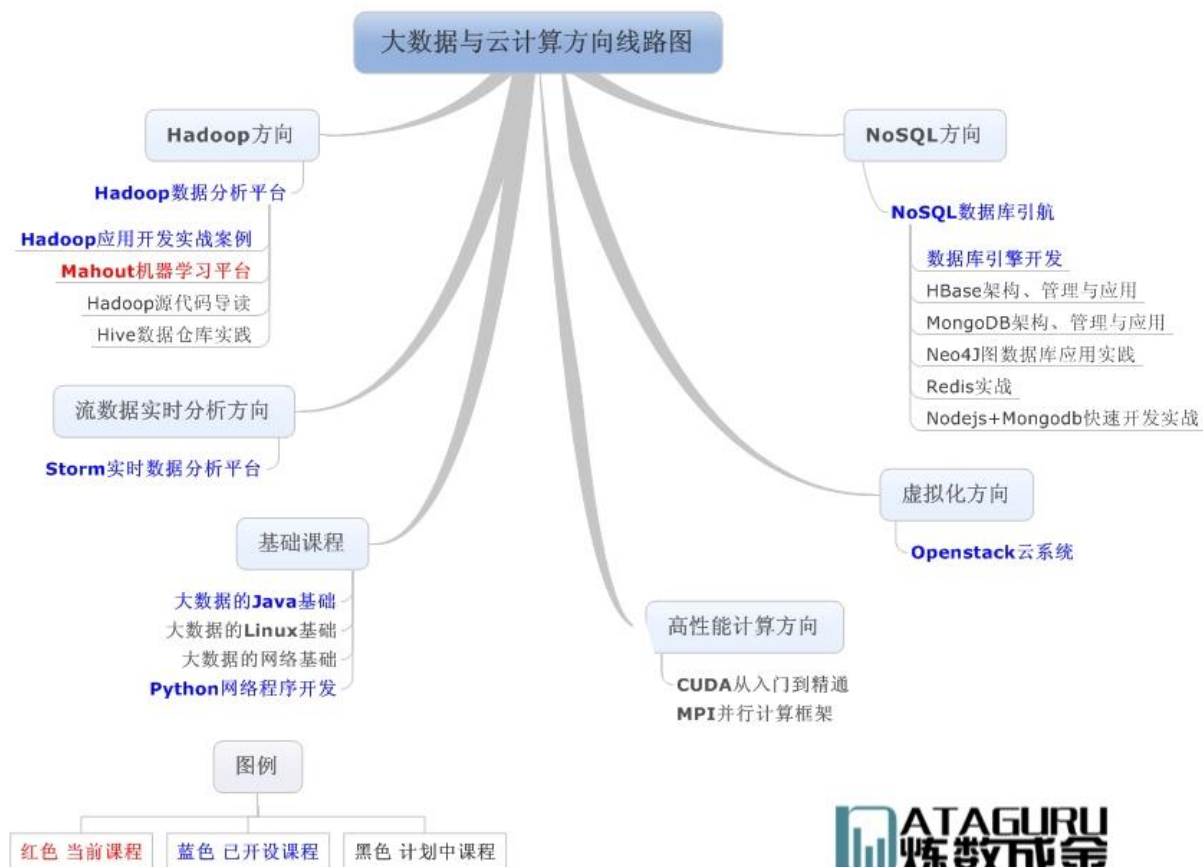 大数据与云计算方向线路图
Hadoop方向
Hadoop数据分析平台
Hadoop应用开发实战案例
Mahout机器学习平台
Hadoop源代码导读
Hive数据仓库实践
流数据实时分析方向
Storm实时数据分析平台
基础课程
大数据的Java基础
大数据的Linux基础
大数据的网络基础
Python网络程序开发
NoSQL方向
NoSQL数据库引航
数据库引擎开发
HBase架构、管理与应用
MongoDB架构、管理与应用
Neo4J图数据库应用实践
Redis实战
Nodejs+Mongodb快速开发实战
虚拟化方向
Openstack云系统
高性能计算方向
CUDA从入门到精通
MPI并行计算框架
图例
红色 当前课程
蓝色 已开设课程
黑色 计划中课程
ATAGURU
炼数成金